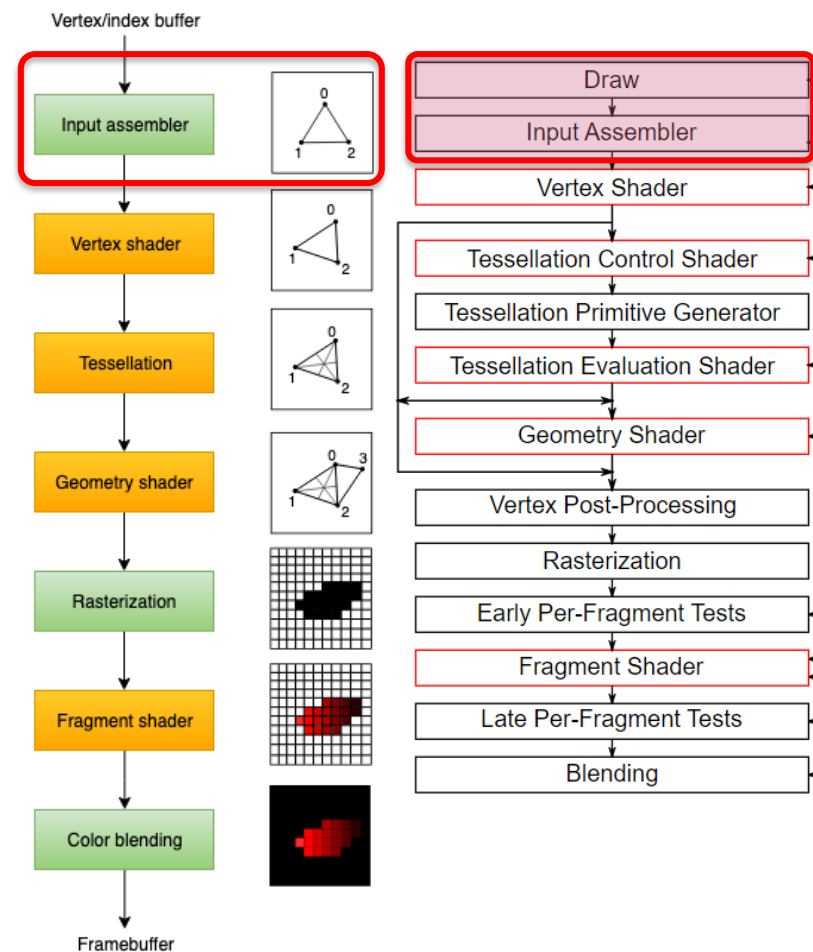 Vertex/index buffer
Input assembler
0
1
2
Vertex shader
0
1
2
Tessellation
0
1
2
Geometry shader
0
3
1
2
Rasterization
Fragment shader
Color blending
Framebuffer
Draw
Input Assembler
Vertex Shader
Tessellation Control Shader
Tessellation Primitive Generator
Tessellation Evaluation Shader
Geometry Shader
Vertex Post-Processing
Rasterization
Early Per-Fragment Tests
Fragment Shader
Late Per-Fragment Tests
Blending